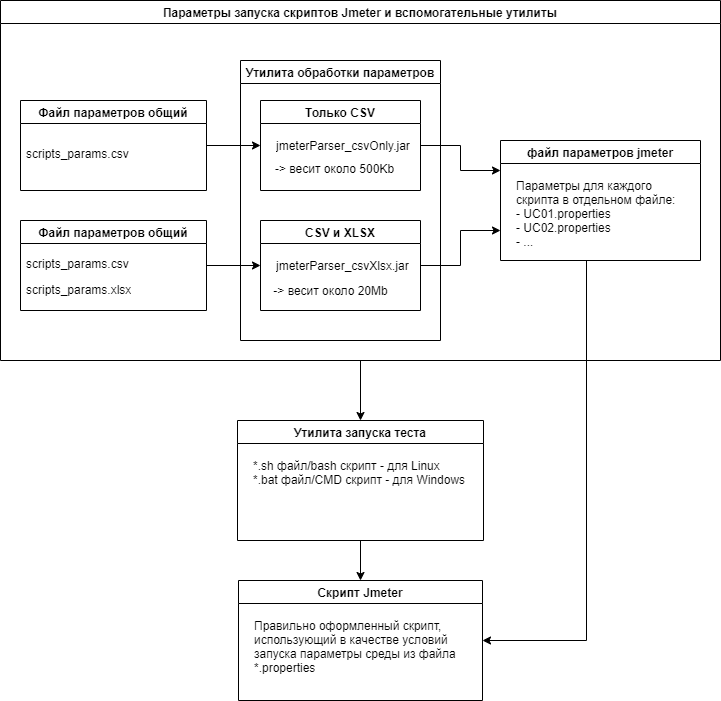 Параметры запуска скриптов Jmeter и вспомогательные утилиты
Утилита обработки параметров
Файл параметров общий
scripts_params.csv
Только CSV
jmeterParser_csvOnly.jar
-> весит около 500Kb
файл параметров jmeter
Параметры для каждого
скрипта в отдельном файле:
- UC01.properties
- UC02.properties
- ...
Файл параметров общий
scripts_params.csv
scripts_params.xlsx
CSV и XLSX
jmeterParser_csvXlsx.jar
-> весит около 20Mb
Утилита запуска теста
*.sh файл/bash скрипт - для Linux
*.bat файл/CMD скрипт - для Windows
Скрипт Jmeter
Правильно оформленный скрипт,
использующий в качестве условий
запуска параметры среды из файла
*.properties